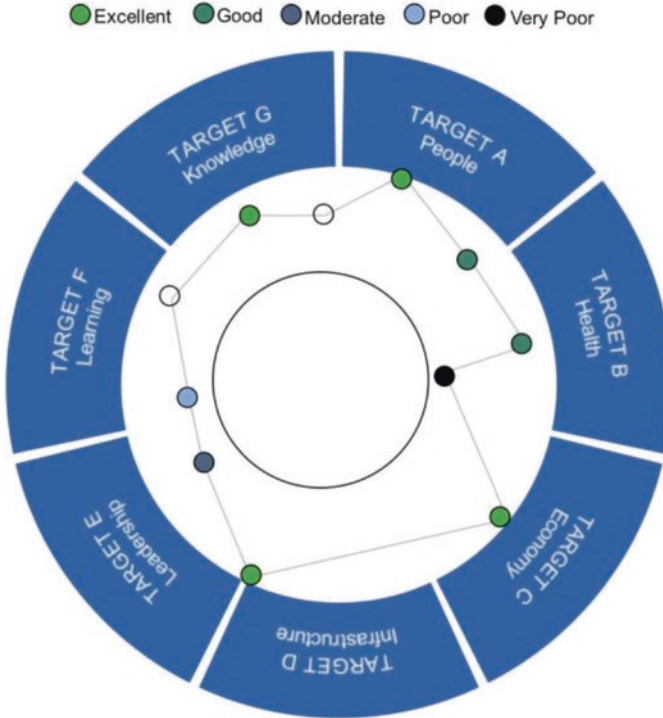 Excellent Good Moderate Poor Very Poor
TARGET A
People
TARGET B
Health
TARGET C
Economy
TARGET D
Infrastructure
TARGET E
Leadership
TARGET F
Learning
TARGET G
Knowledge